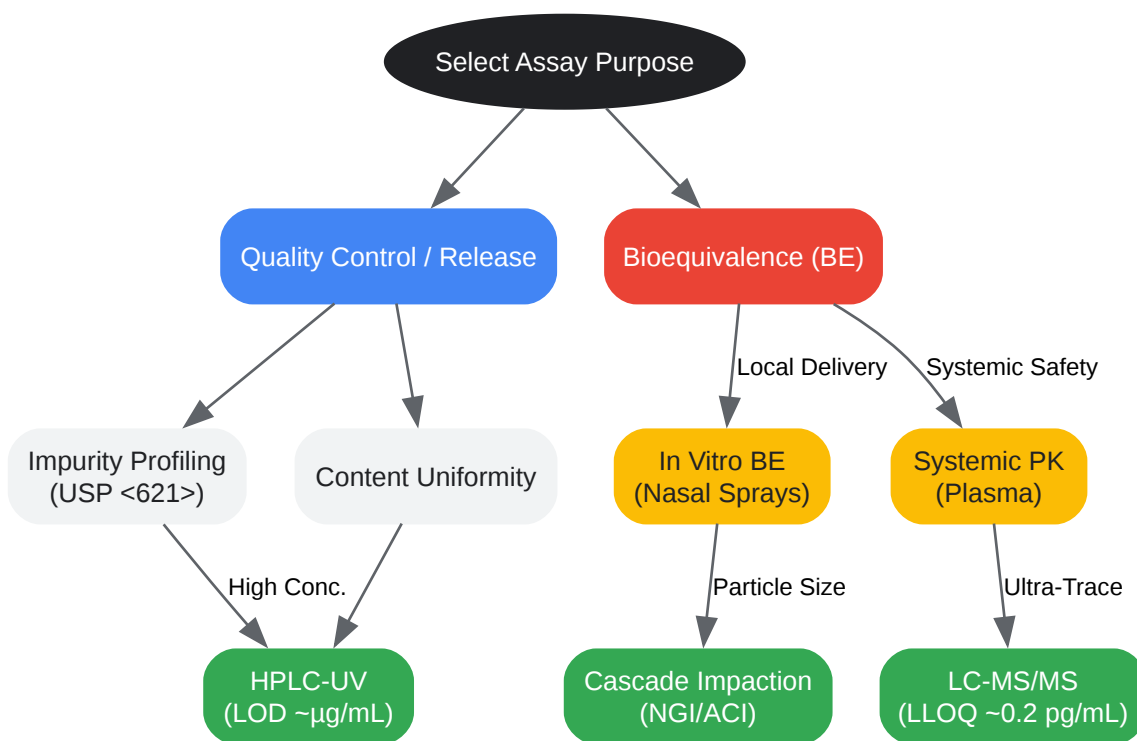 Select Assay Purpose
Quality Control / Release
Bioequivalence (BE)
Local Delivery
Systemic Safety
Impurity Profiling
(USP <621>)
Content Uniformity
In Vitro BE
(Nasal Sprays)
Systemic PK
(Plasma)
High Conc.
Particle Size
Ultra-Trace
HPLC-UV
(LOD ~µg/mL)
Cascade Impaction
(NGI/ACI)
LC-MS/MS
(LLOQ ~0.2 pg/mL)